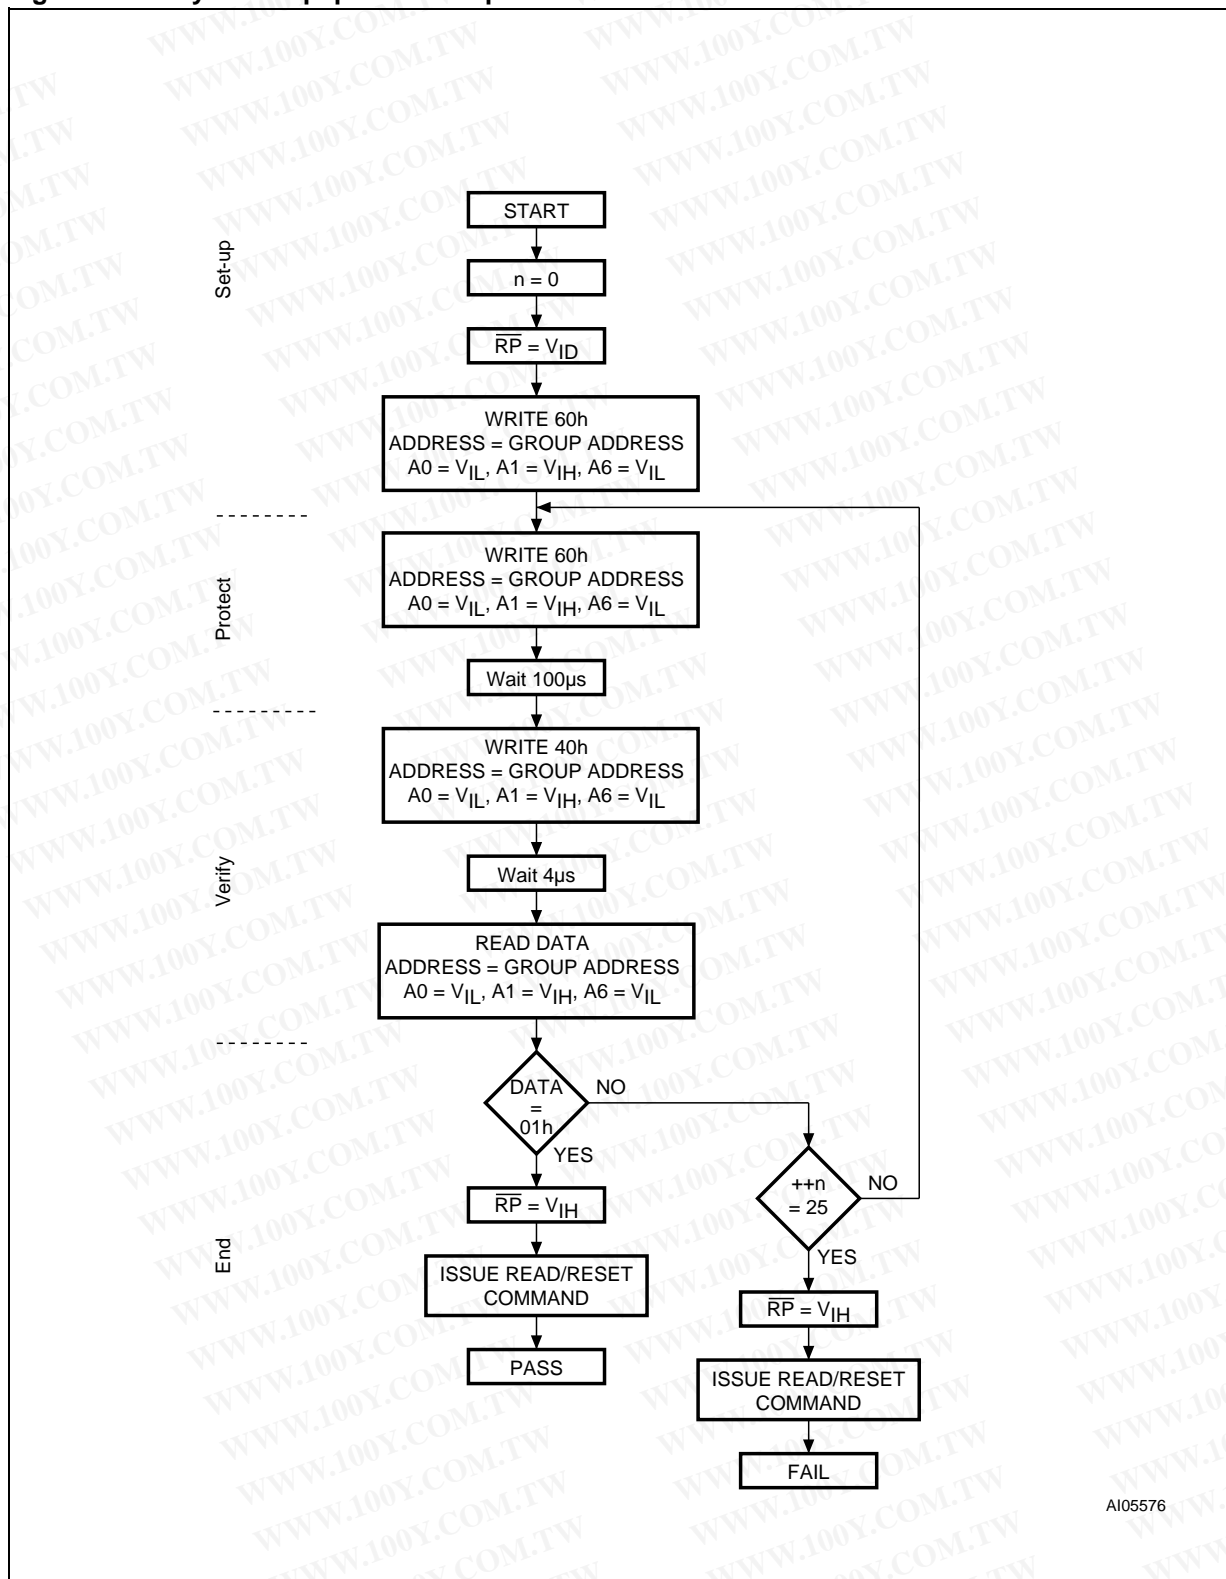 START
Set-up
n = 0
R̅P̅ = VID
WRITE 60h
ADDRESS = GROUP ADDRESS
A0 = VIL, A1 = VIH, A6 = VIL
Protect
WRITE 60h
ADDRESS = GROUP ADDRESS
A0 = VIL, A1 = VIH, A6 = VIL
Wait 100µs
WRITE 40h
ADDRESS = GROUP ADDRESS
A0 = VIL, A1 = VIH, A6 = VIL
Verify
Wait 4µs
READ DATA
ADDRESS = GROUP ADDRESS
A0 = VIL, A1 = VIH, A6 = VIL
DATA
=
01h
NO
YES
++n
= 25
NO
YES
End
R̅P̅ = VIH
ISSUE READ/RESET
COMMAND
PASS
R̅P̅ = VIH
ISSUE READ/RESET
COMMAND
FAIL
AI05576
WWW.100Y.COM.TW